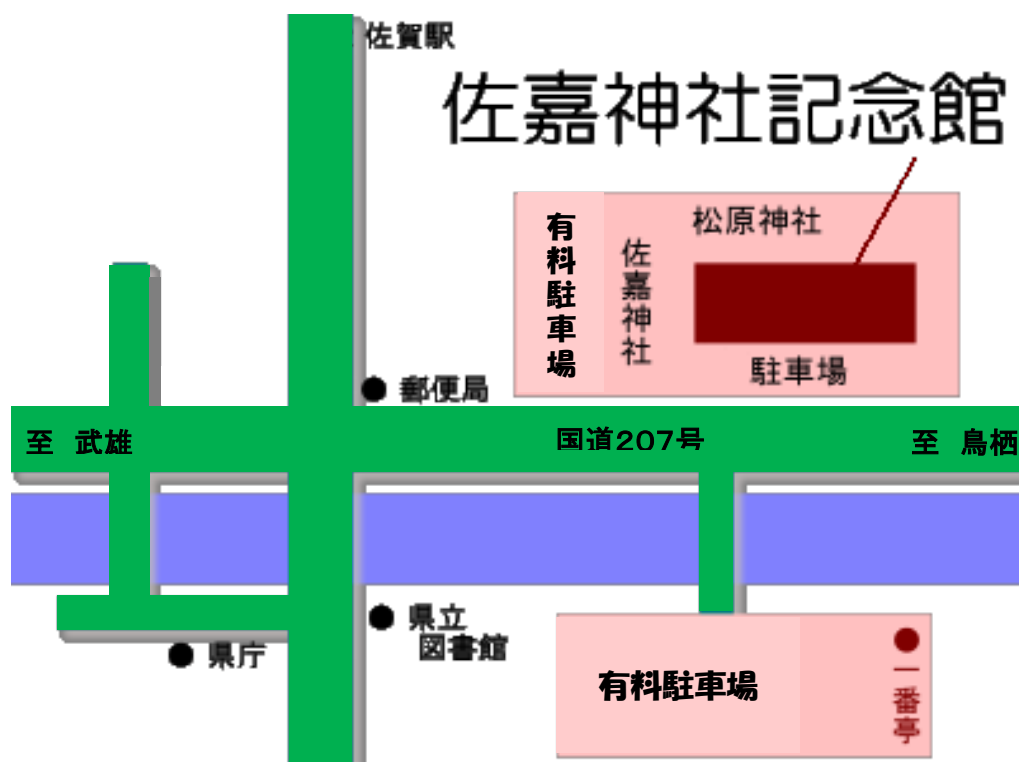 佐賀駅
佐嘉神社記念館
有料駐車場
佐嘉神社
松原神社
駐車場
郵便局
至 武雄
国道207号
至 鳥栖
県立
図書館
県庁
有料駐車場
一番亭